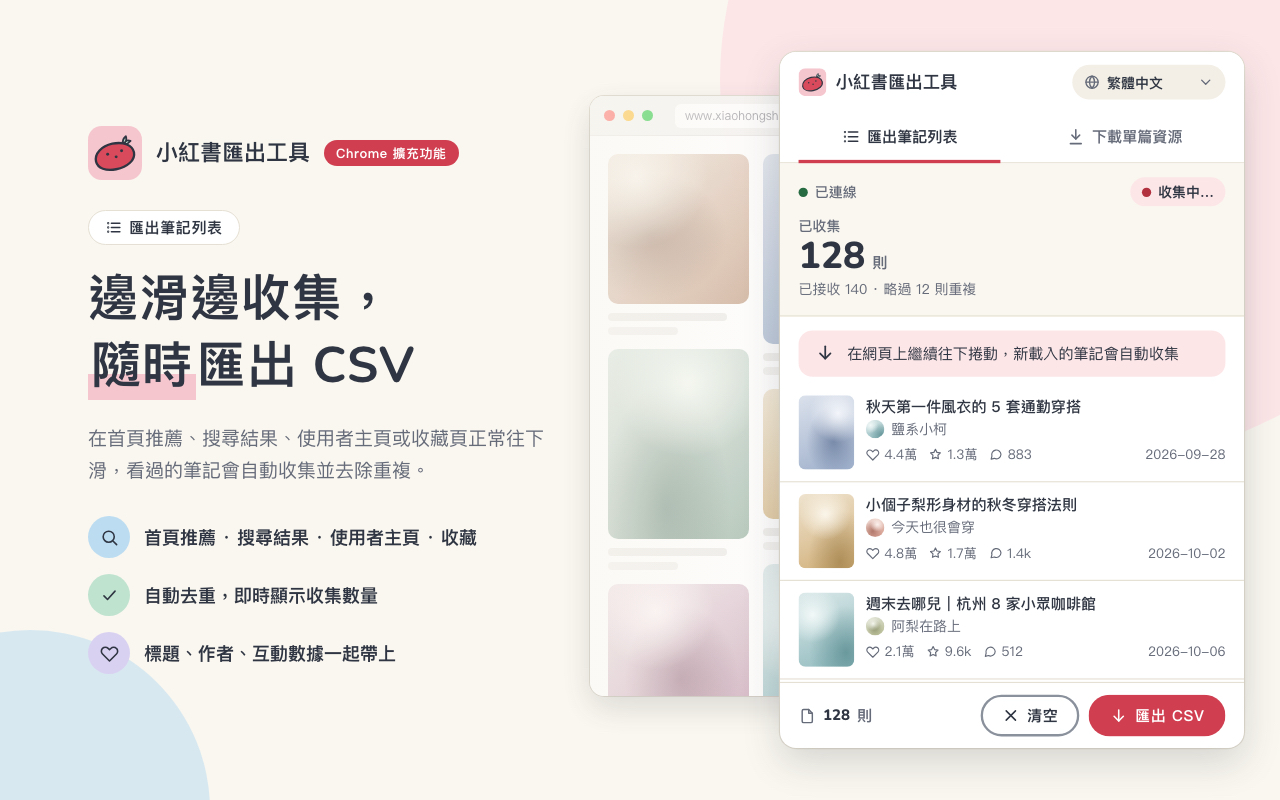 小紅書匯出工具
Chrome 擴充功能
匯出筆記列表
邊滑邊收集，
隨時匯出 CSV
在首頁推薦、搜尋結果、使用者主頁或收藏頁正常往下
滑，看過的筆記會自動收集並去除重複。
首頁推薦 · 搜尋結果 · 使用者主頁 · 收藏
自動去重，即時顯示收集數量
標題、作者、互動數據一起帶上
www.xiaohongsh
小紅書匯出工具
繁體中文
匯出筆記列表
下載單篇資源
已連線
收集中…
已收集
128 則
已接收 140 · 略過 12 則重複
在網頁上繼續往下捲動，新載入的筆記會自動收集
秋天第一件風衣的 5 套通勤穿搭
鹽系小柯
4.4萬 1.3萬 883 2026–09–28
小個子梨形身材的秋冬穿搭法則
今天也很會穿
4.8萬 1.7萬 1.4k 2026–10–02
週末去哪兒｜杭州 8 家小眾咖啡館
阿梨在路上
2.1萬 9.6k 512 2026–10–06
128 則
清空
匯出 CSV